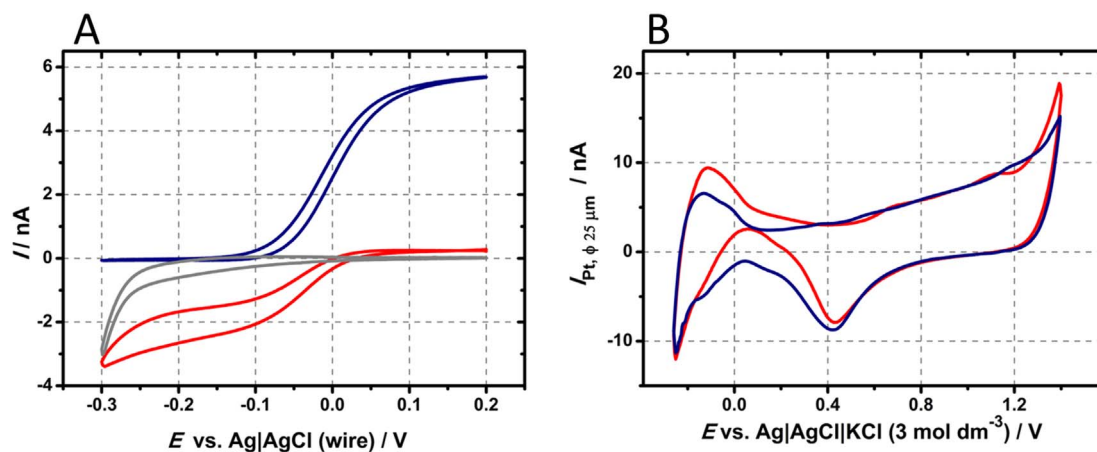 A
I / nA
6
4
2
0
-2
-4
-0.3 -0.2 -0.1 0.0 0.1 0.2
E vs. Ag|AgCl (wire) / V
B
I Pt, ϕ 25 μm / nA
20
10
0
-10
0.0 0.4 0.8 1.2
E vs. Ag|AgCl|KCl (3 mol dm⁻³) / V